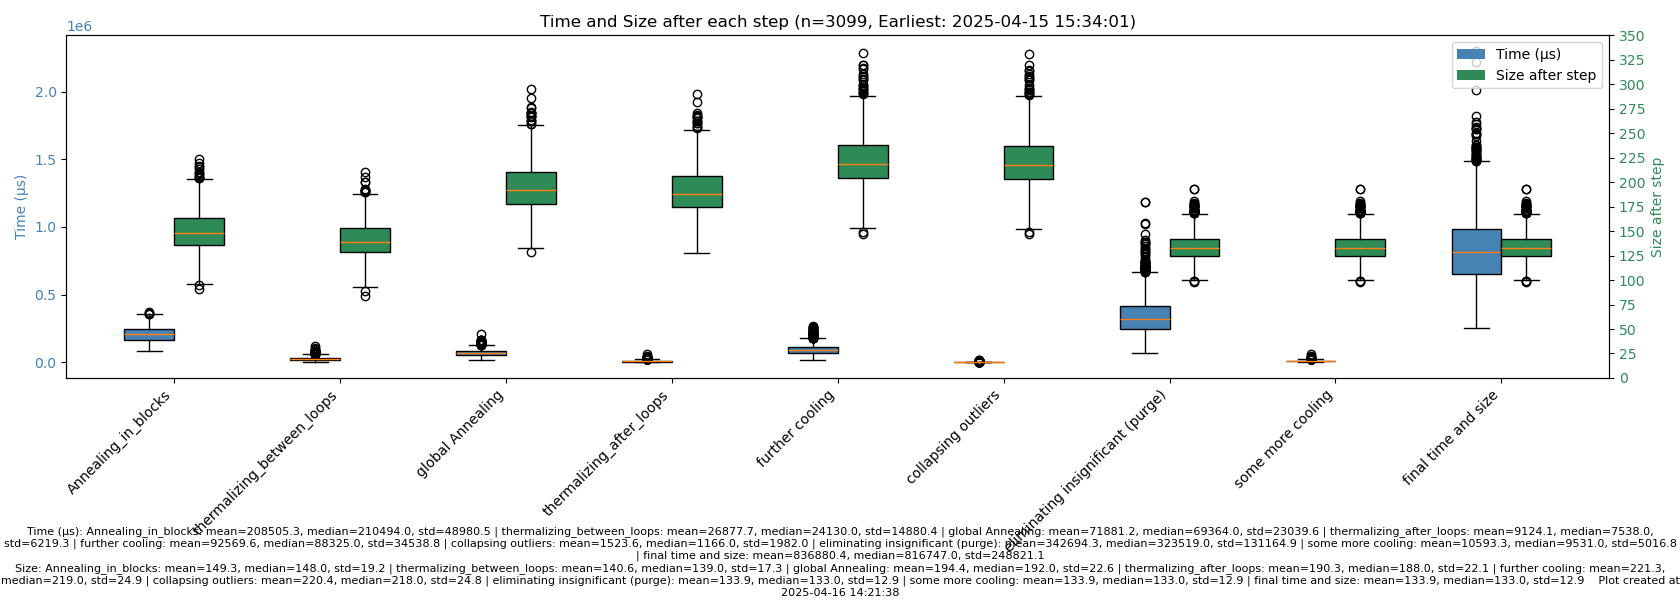 Time and Size after each step (n=3099, Earliest: 2025-04-15 15:34:01)
1e6
2.0
1.5
1.0
0.5
0.0
Time (µs)
Time (µs)
Size after step
350
325
300
275
250
225
200
175
150
125
100
75
50
25
0
Size after step
Annealing_in_blocks
thermalizing_between_loops
global Annealing
thermalizing_after_loops
further cooling
collapsing outliers
eliminating insignificant (purge)
some more cooling
final time and size
Time (µs): Annealing_in_blocks: mean=208505.3, median=210494.0, std=48980.5 | thermalizing_between_loops: mean=26877.7, median=24130.0, std=14880.4 | global Annealing: mean=71881.2, median=69364.0, std=23039.6 | thermalizing_after_loops: mean=9124.1, median=7538.0,
std=6219.3 | further cooling: mean=92569.6, median=88325.0, std=34538.8 | collapsing outliers: mean=1523.6, median=1166.0, std=1982.0 | eliminating insignificant (purge): mean=342694.3, median=323519.0, std=131164.9 | some more cooling: mean=10593.3, median=9531.0, std=5016.8
| final time and size: mean=836880.4, median=816747.0, std=248821.1
Size: Annealing_in_blocks: mean=149.3, median=148.0, std=19.2 | thermalizing_between_loops: mean=140.6, median=139.0, std=17.3 | global Annealing: mean=194.4, median=192.0, std=22.6 | thermalizing_after_loops: mean=190.3, median=188.0, std=22.1 | further cooling: mean=221.3,
median=219.0, std=24.9 | collapsing outliers: mean=220.4, median=218.0, std=24.8 | eliminating insignificant (purge): mean=133.9, median=133.0, std=12.9 | some more cooling: mean=133.9, median=133.0, std=12.9 | final time and size: mean=133.9, median=133.0, std=12.9 Plot created at
2025-04-16 14:21:38